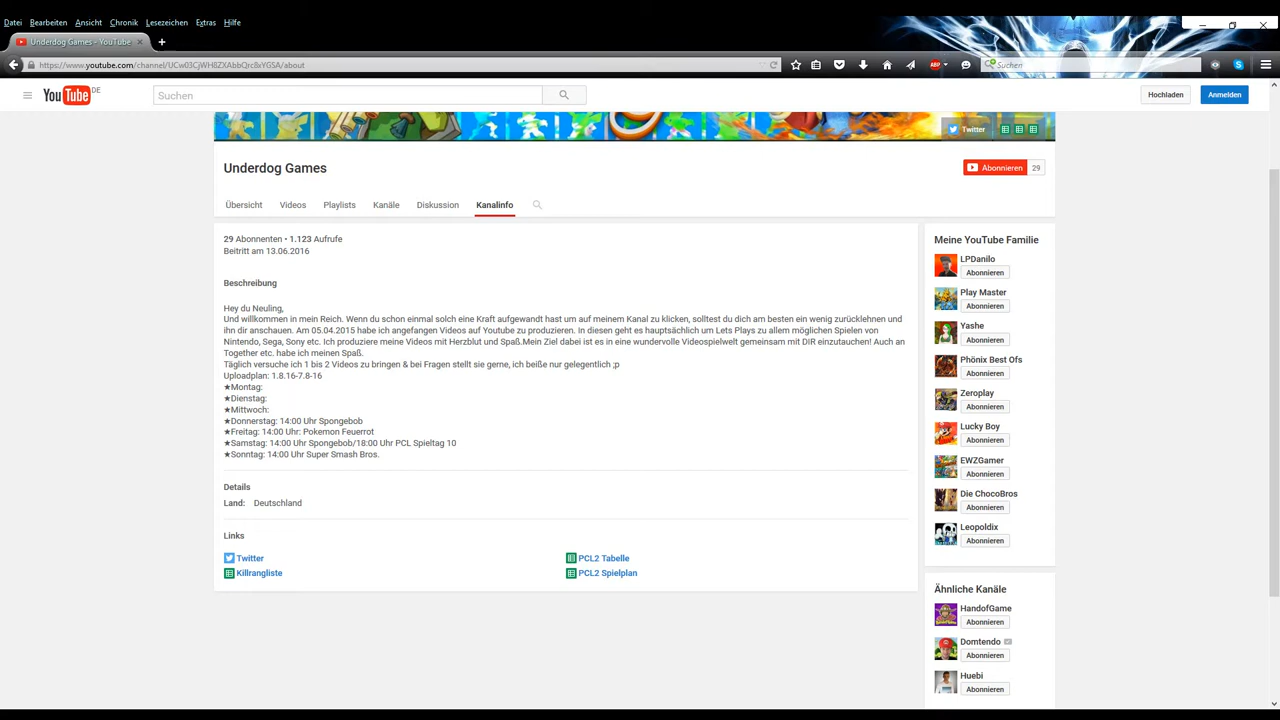 Datei Bearbeiten Ansicht Chronik Lesezeichen Extras Hilfe
Underdog Games - YouTube
https://www.youtube.com/channel/UCw03CjWH8ZXAbbQrc8xYGSA/about
Suchen
You Tube DE
Suchen
Hochladen
Anmelden
Twitter
Underdog Games
Abonnieren 29
Übersicht Videos Playlists Kanäle Diskussion Kanalinfo
29 Abonnenten • 1.123 Aufrufe
Beitritt am 13.06.2016
Beschreibung
Hey du Neuling,
Und willkommen in mein Reich. Wenn du schon einmal solch eine Kraft aufgewandt hast um auf meinem Kanal zu klicken, solltest du dich am besten ein wenig zurücklehnen und
ihn dir anschauen. Am 05.04.2015 habe ich angefangen Videos auf Youtube zu produzieren. In diesen geht es hauptsächlich um Lets Plays zu allem möglichen Spielen von
Nintendo, Sega, Sony etc. Ich produziere meine Videos mit Herzblut und Spaß.Mein Ziel dabei ist es in eine wundervolle Videospielwelt gemeinsam mit DIR einzutauchen! Auch an
Together etc. habe ich meinen Spaß.
Täglich versuche ich 1 bis 2 Videos zu bringen & bei Fragen stellt sie gerne, ich beiße nur gelegentlich ;p
Uploadplan: 1.8.16-7.8-16
★Montag:
★Dienstag:
★Mittwoch:
★Donnerstag: 14:00 Uhr Spongebob
★Freitag: 14:00 Uhr: Pokemon Feuerrot
★Samstag: 14:00 Uhr Spongebob/18:00 Uhr PCL Spieltag 10
★Sonntag: 14:00 Uhr Super Smash Bros.
Details
Land: Deutschland
Links
Twitter
PCL2 Tabelle
Killrangliste
PCL2 Spielplan
Meine YouTube Familie
LPDanilo
Abonnieren
Play Master
Abonnieren
Yashe
Abonnieren
Phönix Best Ofs
Abonnieren
Zeroplay
Abonnieren
Lucky Boy
Abonnieren
EWZGamer
Abonnieren
Die ChocoBros
Abonnieren
Leopoldix
Abonnieren
Ähnliche Kanäle
HandofGame
Abonnieren
Domtendo
Abonnieren
Huebi
Abonnieren